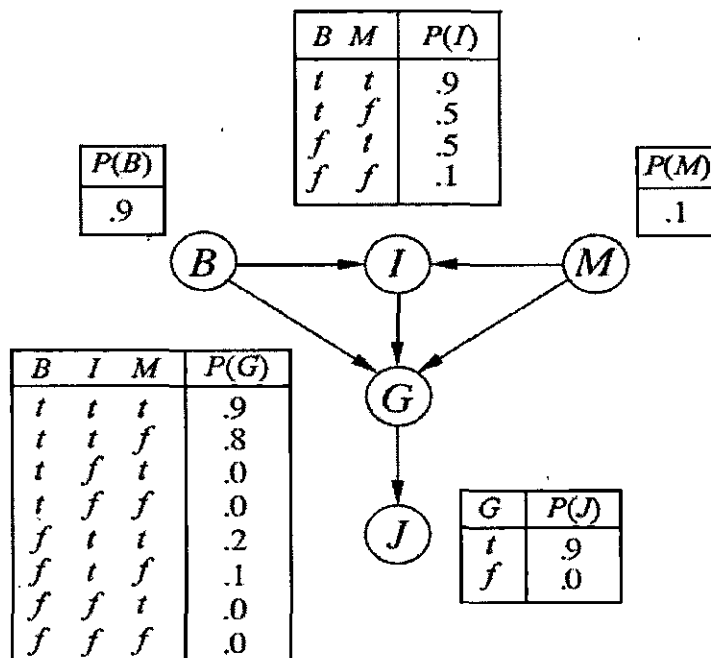 B M P(I)
t t .9
t f .5
f t .5
f f .1
P(B)
.9
P(M)
.1
B
I
M
B I M P(G)
t t t .9
t t f .8
t f t .0
t f f .0
f t t .2
f t f .1
f f t .0
f f f .0
G
J
G P(J)
t .9
f .0